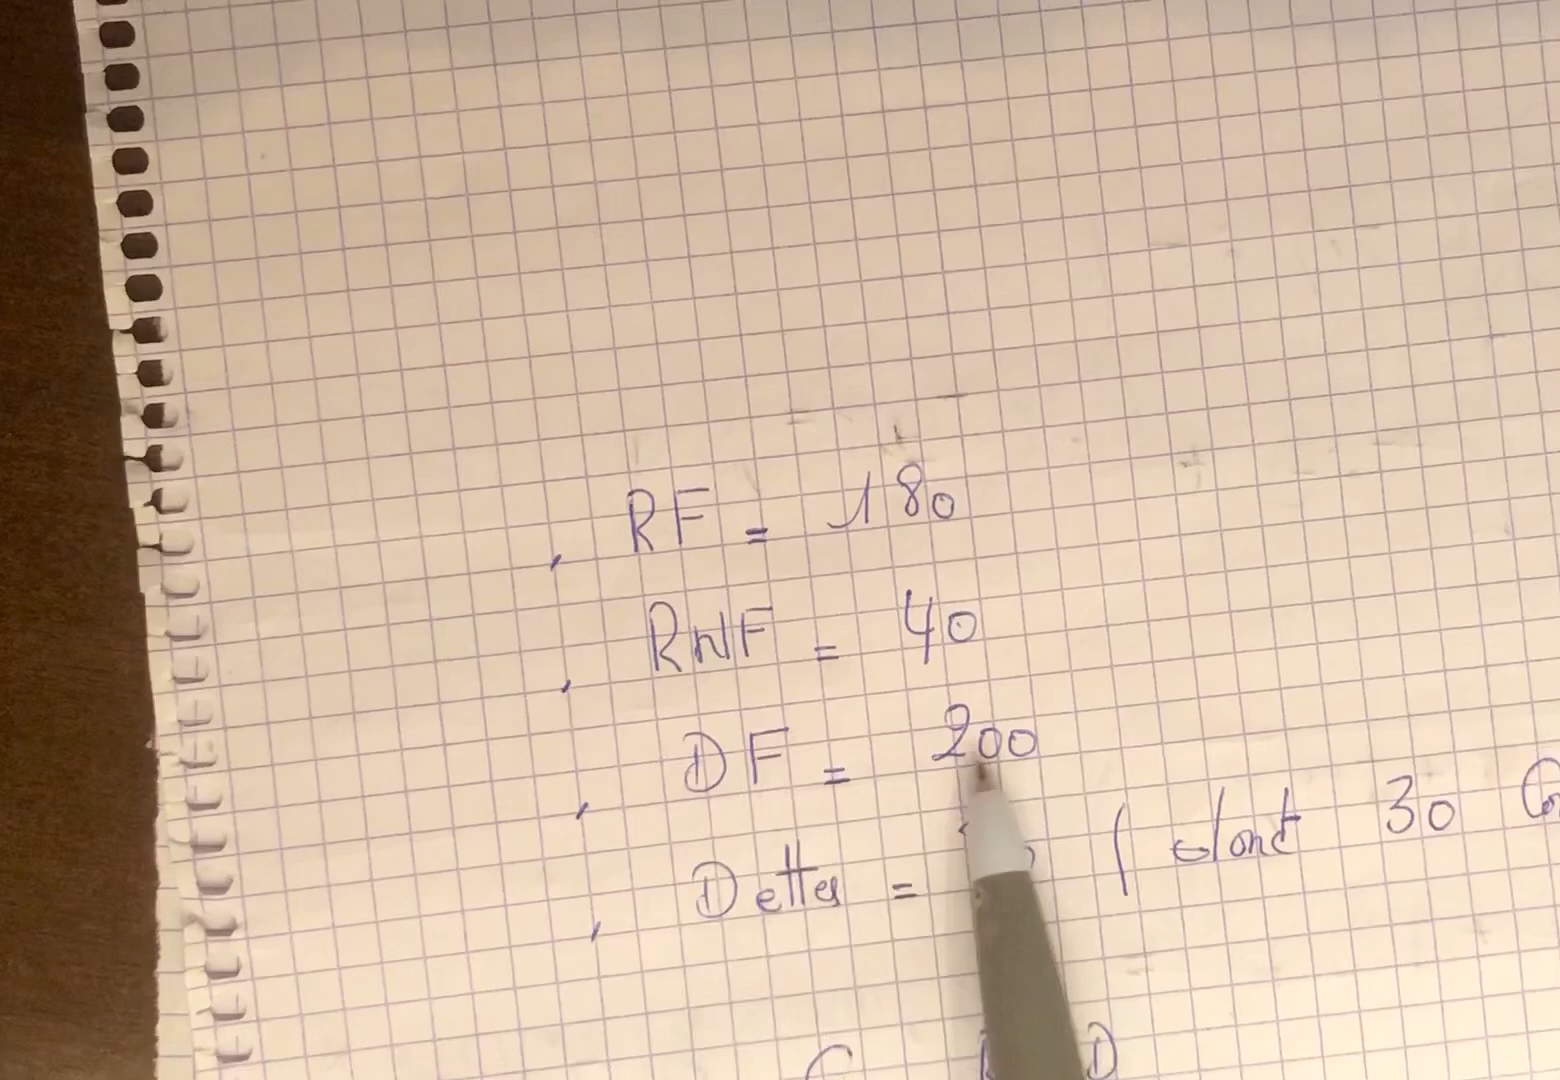 RF = 180
RNF = 40
DF = 200
Dettes = ( dont 30